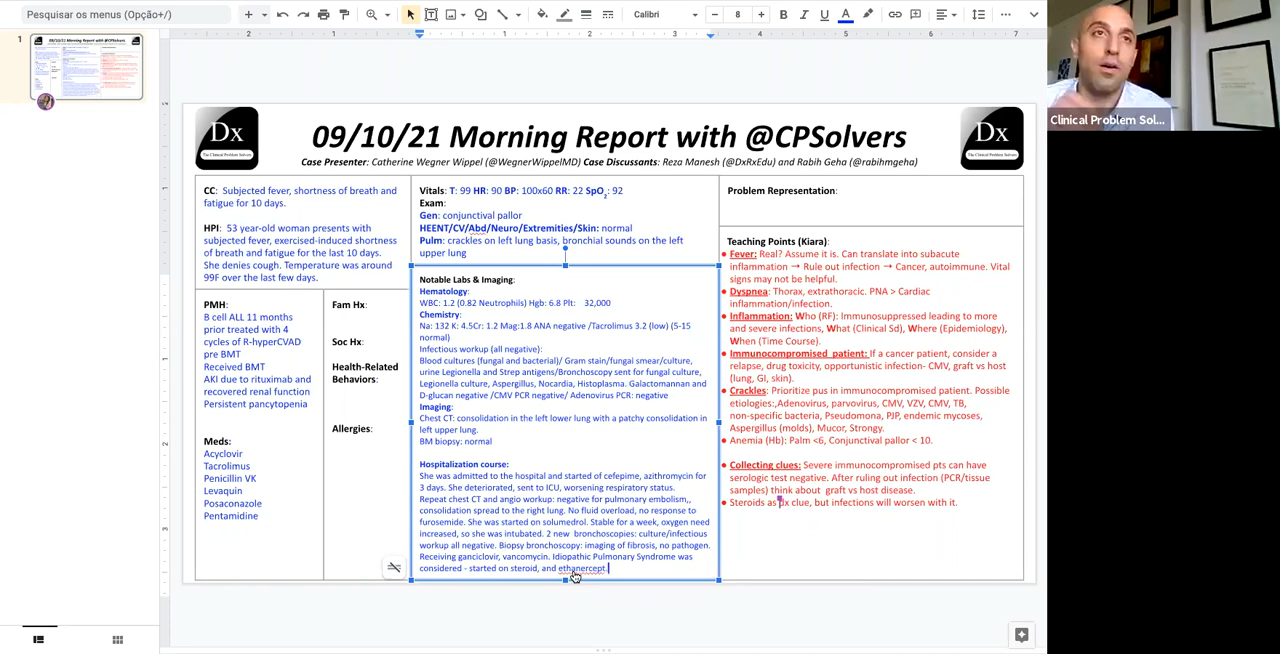 Pesquisar os menus (Opção+/)
Calibri
8
B I U A
2 1 1 2 3 5 6 7
1
Dx
The Clinical Problem Solvers
09/10/21 Morning Report with @CPSolvers
Case Presenter: Catherine Wegner Wippel (@WegnerWippelMD) Case Discussants: Reza Manesh (@DxRxEdu) and Rabih Geha (@rabihmgeha)
Dx
The Clinical Problem Solvers
CC: Subjected fever, shortness of breath and
fatigue for 10 days.
HPI: 53 year-old woman presents with
subjected fever, exercised-induced shortness
of breath and fatigue for the last 10 days.
She denies cough. Temperature was around
99F over the last few days.
PMH:
B cell ALL 11 months
prior treated with 4
cycles of R-hyperCVAD
pre BMT
Received BMT
AKI due to rituximab and
recovered renal function
Persistent pancytopenia
Meds:
Acyclovir
Tacrolimus
Penicillin VK
Levaquin
Posaconazole
Pentamidine
Fam Hx:
Soc Hx:
Health-Related
Behaviors:
Allergies:
Vitals: T: 99 HR: 90 BP: 100x60 RR: 22 SpO2: 92
Exam:
Gen: conjunctival pallor
HEENT/CV/Abd/Neuro/Extremities/Skin: normal
Pulm: crackles on left lung basis, bronchial sounds on the left
upper lung
Notable Labs & Imaging:
Hematology:
WBC: 1.2 (0.82 Neutrophils) Hgb: 6.8 Plt: 32,000
Chemistry:
Na: 132 K: 4.5Cr: 1.2 Mag:1.8 ANA negative /Tacrolimus 3.2 (low) (5-15
normal)
Infectious workup (all negative):
Blood cultures (fungal and bacterial)/ Gram stain/fungal smear/culture,
urine Legionella and Strep antigens/Bronchoscopy sent for fungal culture,
Legionella culture, Aspergillus, Nocardia, Histoplasma. Galactomannan and
D-glucan negative /CMV PCR negative/ Adenovirus PCR: negative
Imaging:
Chest CT: consolidation in the left lower lung with a patchy consolidation in
left upper lung.
BM biopsy: normal
Hospitalization course:
She was admitted to the hospital and started of cefepime, azithromycin for
3 days. She deteriorated, sent to ICU, worsening respiratory status.
Repeat chest CT and angio workup: negative for pulmonary embolism,,
consolidation spread to the right lung. No fluid overload, no response to
furosemide. She was started on solumedrol. Stable for a week, oxygen need
increased, so she was intubated. 2 new bronchoscopies: culture/infectious
workup all negative. Biopsy bronchoscopy: imaging of fibrosis, no pathogen.
Receiving ganciclovir, vancomycin. Idiopathic Pulmonary Syndrome was
considered - started on steroid, and ethanercept.
Problem Representation:
Teaching Points (Kiara):
Fever: Real? Assume it is. Can translate into subacute
inflammation → Rule out infection → Cancer, autoimmune. Vital
signs may not be helpful.
Dyspnea: Thorax, extrathoracic. PNA > Cardiac
inflammation/infection.
Inflammation: Who (RF): Immunosuppressed leading to more
and severe infections, What (Clinical Sd), Where (Epidemiology),
When (Time Course).
Immunocompromised patient: If a cancer patient, consider a
relapse, drug toxicity, opportunistic infection- CMV, graft vs host
(lung, GI, skin).
Crackles: Prioritize pus in immunocompromised patient. Possible
etiologies:,Adenovirus, parvovirus, CMV, VZV, CMV, TB,
non-specific bacteria, Pseudomona, PJP, endemic mycoses,
Aspergillus (molds), Mucor, Strongy.
Anemia (Hb): Palm <6, Conjunctival pallor < 10.
Collecting clues: Severe immunocompromised pts can have
serologic test negative. After ruling out infection (PCR/tissue
samples) think about graft vs host disease.
Steroids as dx clue, but infections will worsen with it.
Clinical Problem Sol...